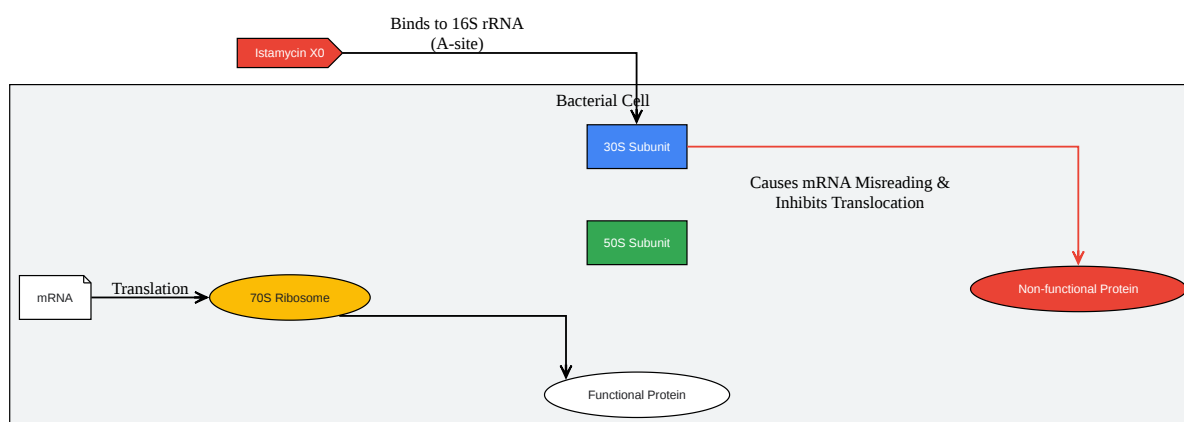 Binds to 16S rRNA
(A-site)
Istamycin X0
Bacterial Cell
30S Subunit
Causes mRNA Misreading &
Inhibits Translocation
50S Subunit
mRNA
Translation
70S Ribosome
Non-functional Protein
Functional Protein